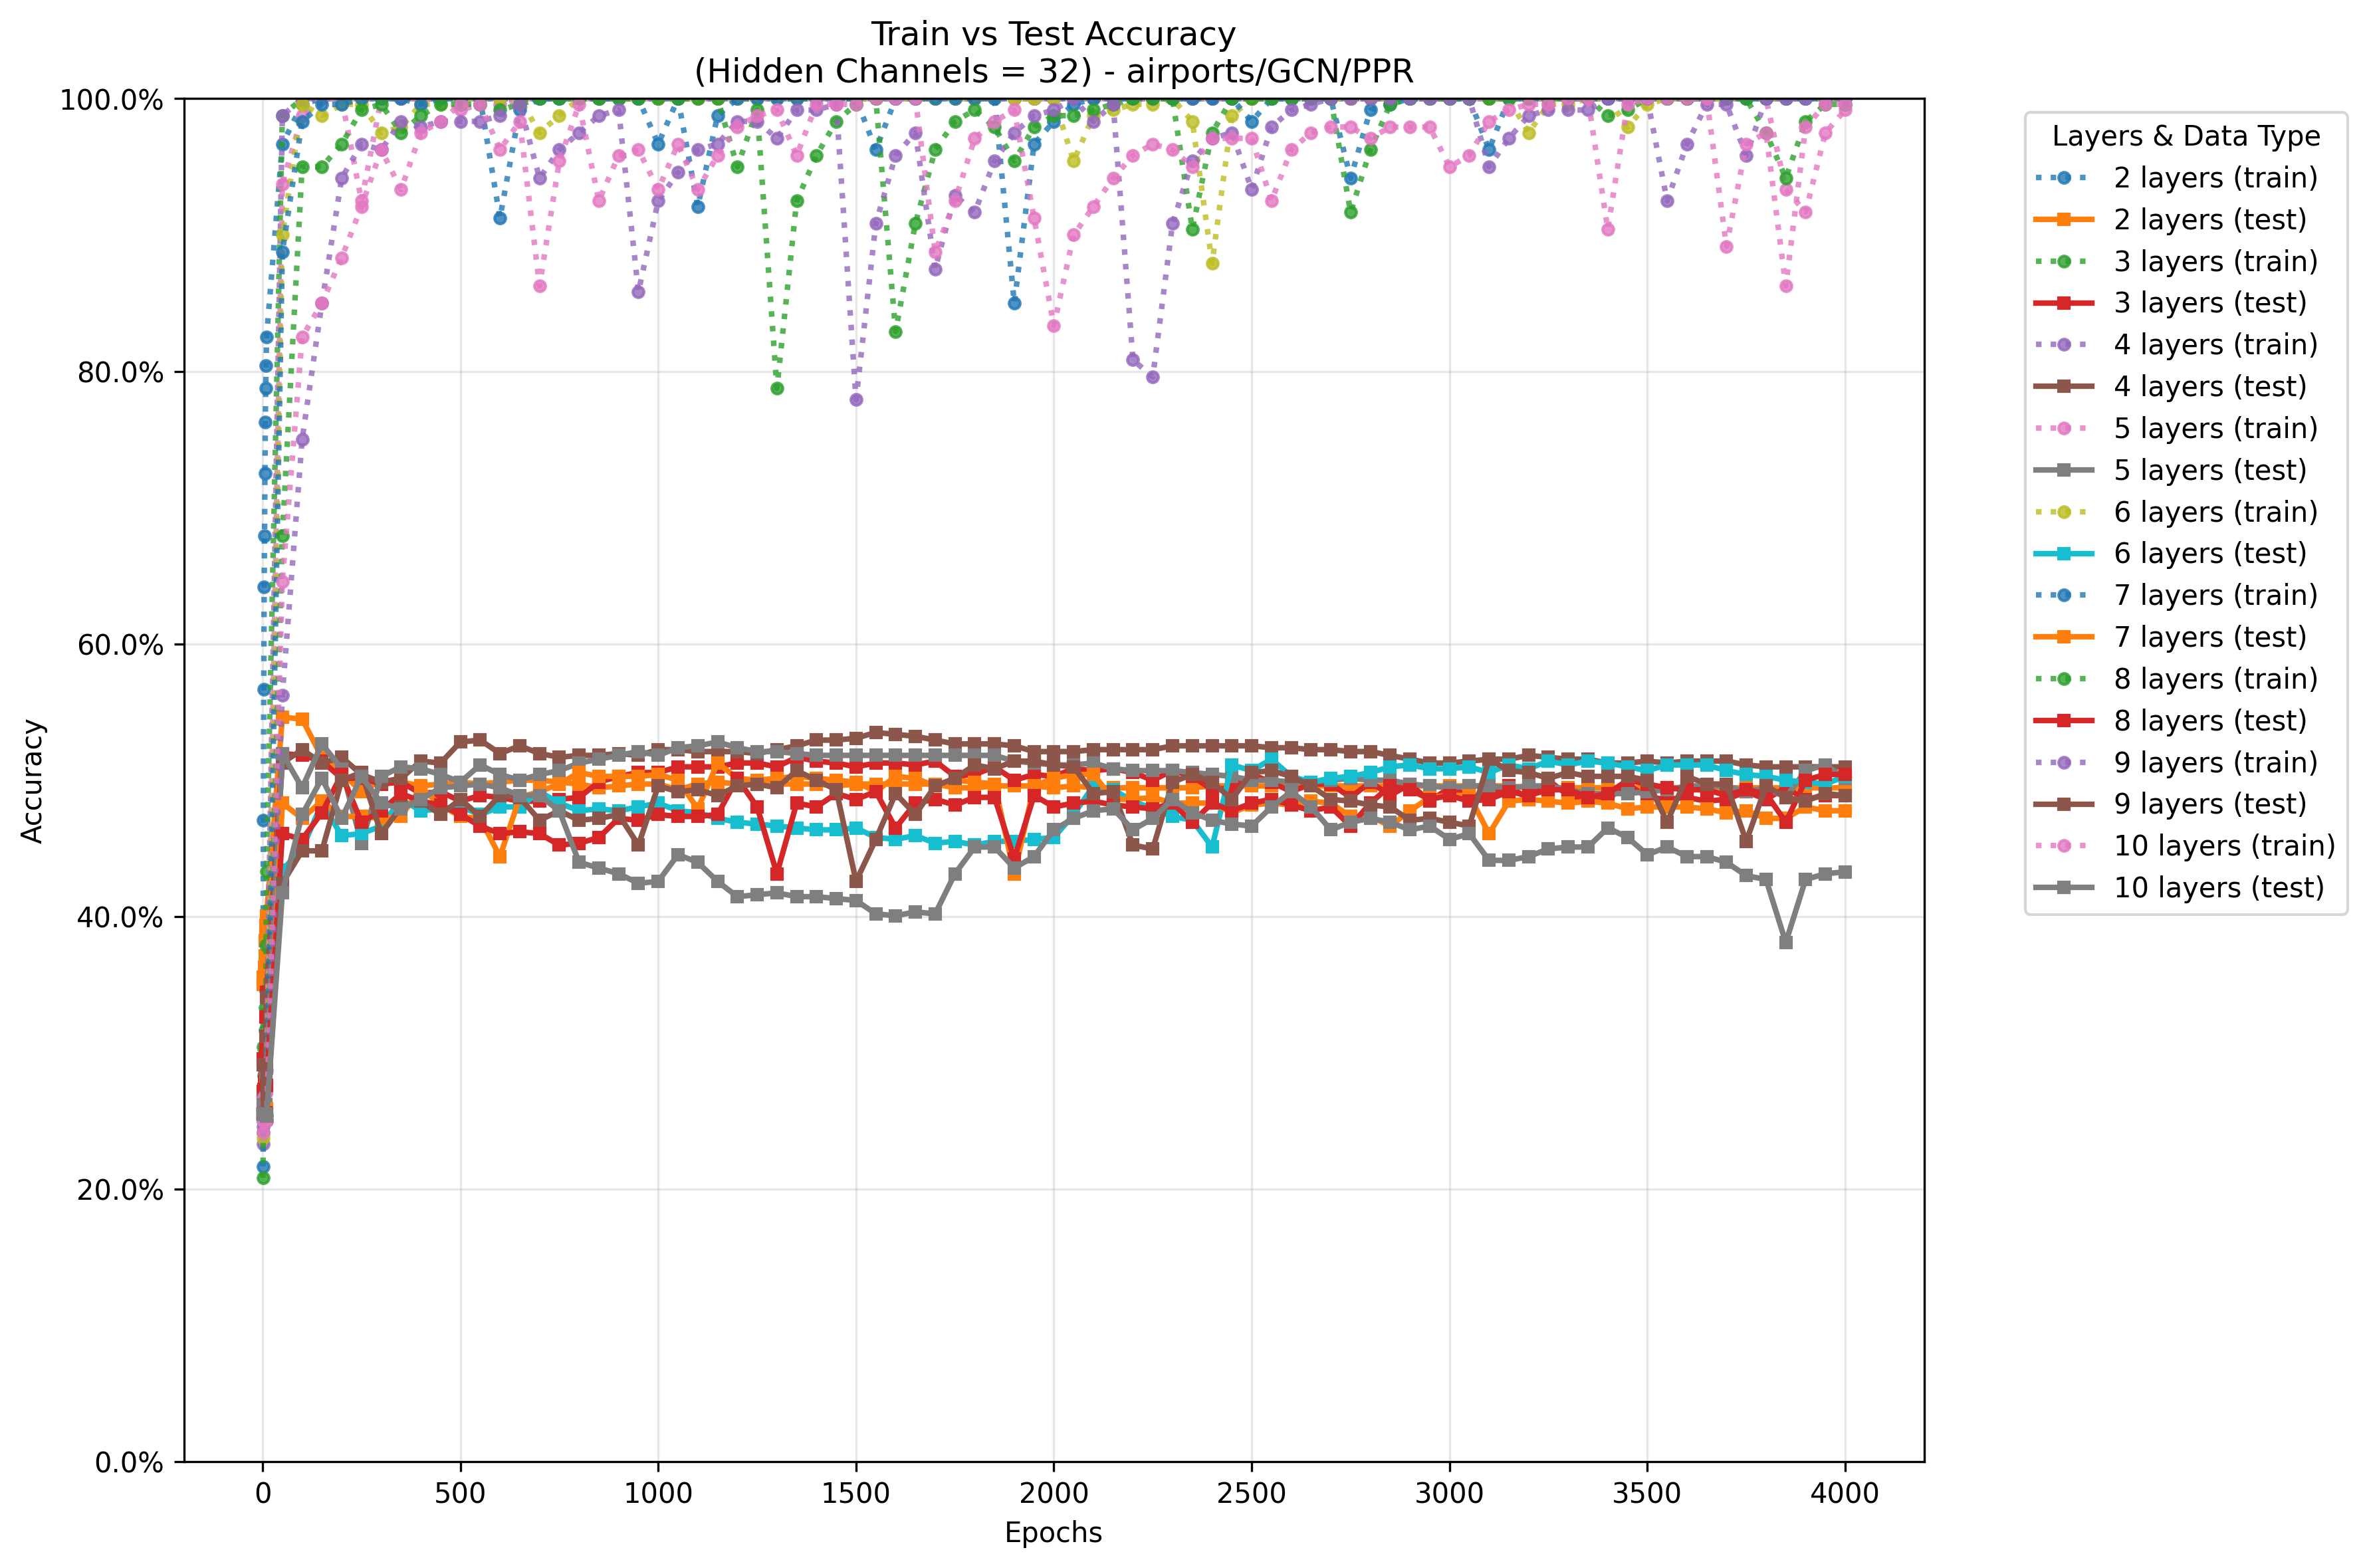 Train vs Test Accuracy
(Hidden Channels = 32) - airports/GCN/PPR
100.0%
80.0%
60.0%
40.0%
20.0%
0.0%
Accuracy
0
500
1000
1500
2000
2500
3000
3500
4000
Epochs
Layers & Data Type
2 layers (train)
2 layers (test)
3 layers (train)
3 layers (test)
4 layers (train)
4 layers (test)
5 layers (train)
5 layers (test)
6 layers (train)
6 layers (test)
7 layers (train)
7 layers (test)
8 layers (train)
8 layers (test)
9 layers (train)
9 layers (test)
10 layers (train)
10 layers (test)